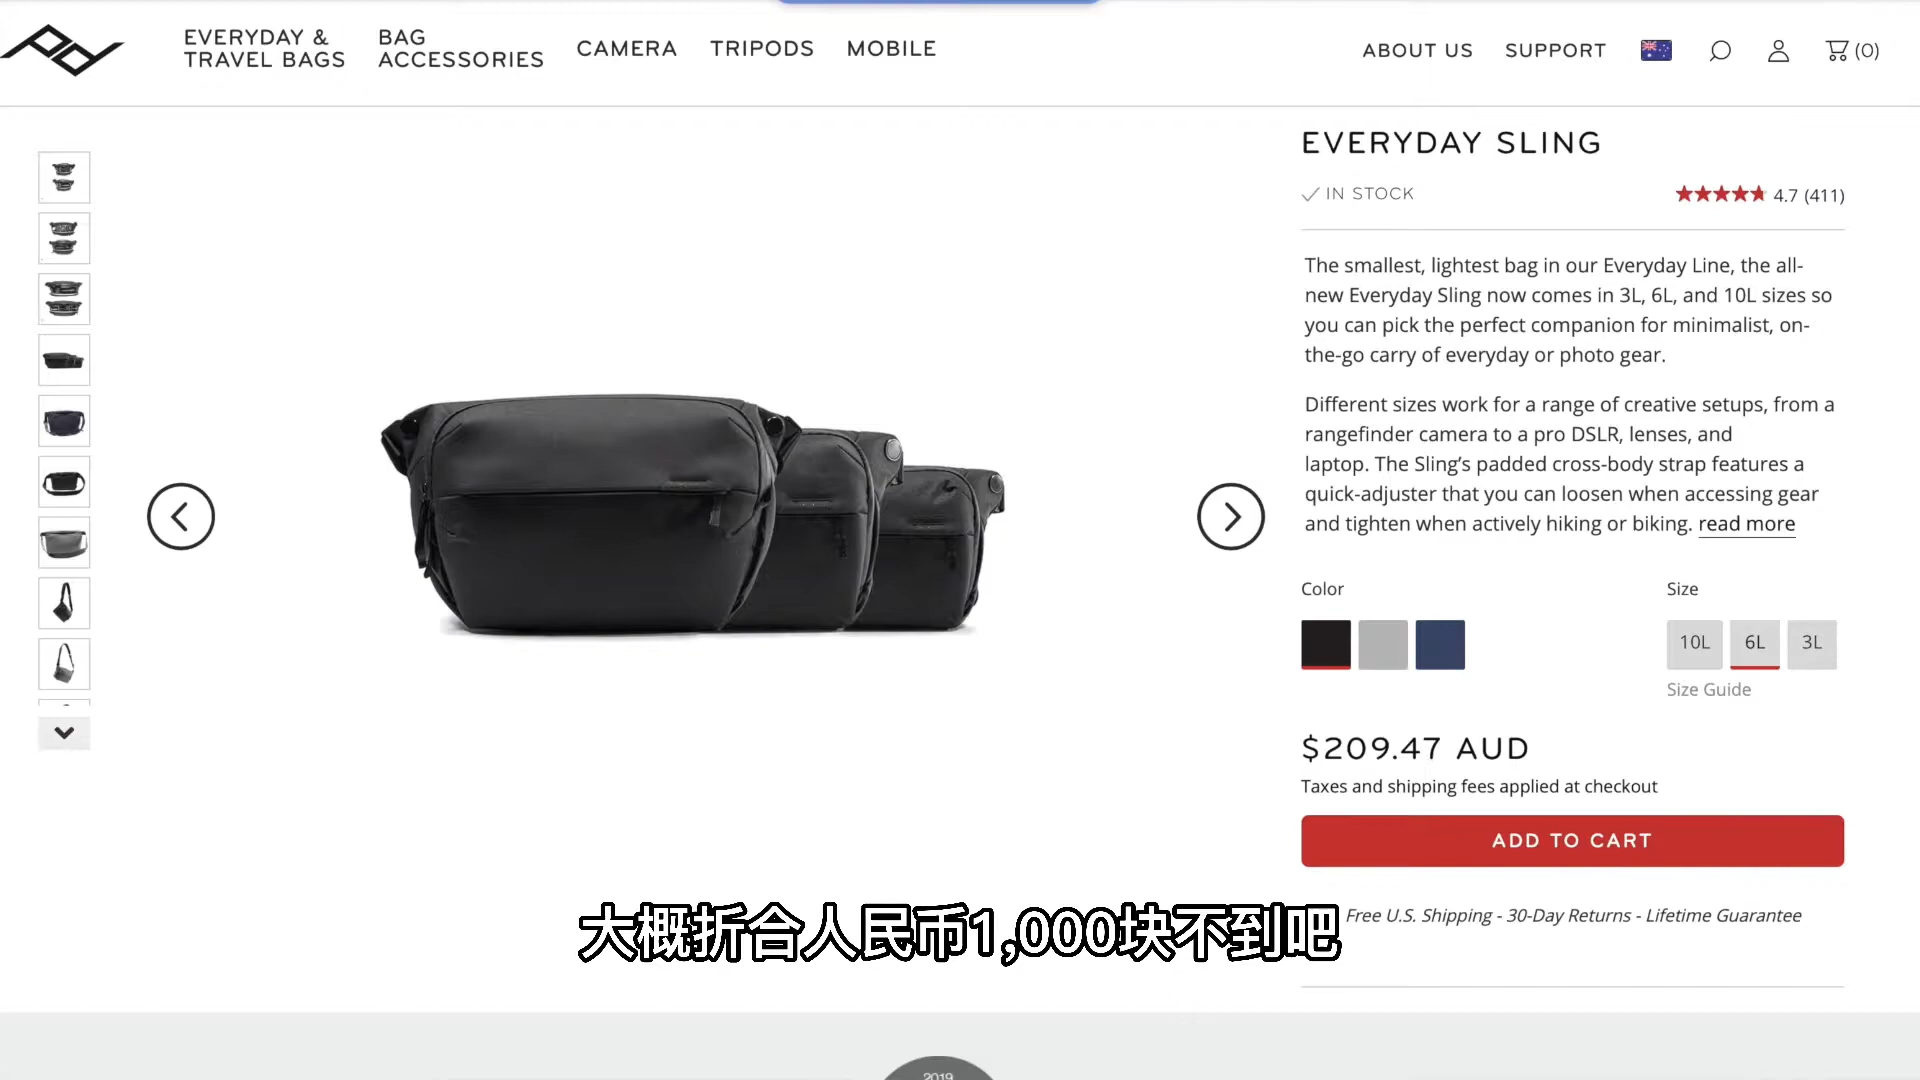 EVERYDAY &
TRAVEL BAGS
BAG
ACCESSORIES
CAMERA
TRIPODS
MOBILE
ABOUT US
SUPPORT
(0)
EVERYDAY SLING
IN STOCK
4.7 (411)
The smallest, lightest bag in our Everyday Line, the all-
new Everyday Sling now comes in 3L, 6L, and 10L sizes so
you can pick the perfect companion for minimalist, on-
the-go carry of everyday or photo gear.
Different sizes work for a range of creative setups, from a
rangefinder camera to a pro DSLR, lenses, and
laptop. The Sling’s padded cross-body strap features a
quick-adjuster that you can loosen when accessing gear
and tighten when actively hiking or biking. read more
Color
Size
10L
6L
3L
Size Guide
$209.47 AUD
Taxes and shipping fees applied at checkout
ADD TO CART
Free U.S. Shipping - 30-Day Returns - Lifetime Guarantee
大概折合人民币1,000块不到吧
2019